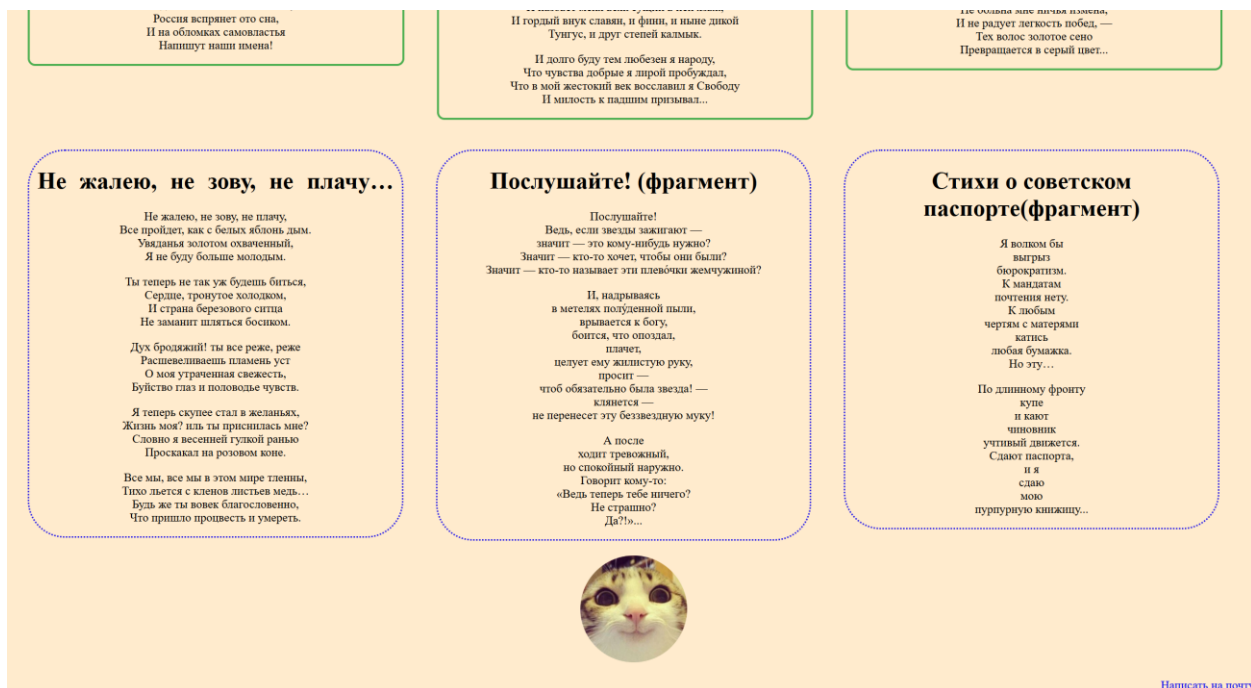 Россия вспрянет ото сна,
И на обломках самовластья
Напишут наши имена!
И гордый внук славян, и финн, и ныне дикой
Тунгус, и друг степей калмык.
И долго буду тем любезен я народу,
Что чувства добрые я лирой пробуждал,
Что в мой жестокий век восславил я Свободу
И милость к падшим призывал...
Не больна мне ничья измена,
И не радует легкость побед, —
Тех волос золотое сено
Превращается в серый цвет...
Не жалею, не зову, не плачу…
Не жалею, не зову, не плачу,
Все пройдет, как с белых яблонь дым.
Увяданья золотом охваченный,
Я не буду больше молодым.
Ты теперь не так уж будешь биться,
Сердце, тронутое холодком,
И страна березового ситца
Не заманит шляться босиком.
Дух бродяжий! ты все реже, реже
Расшевеливаешь пламень уст
О моя утраченная свежесть,
Буйство глаз и половодье чувств.
Я теперь скупее стал в желаньях,
Жизнь моя? иль ты приснилась мне?
Словно я весенней гулкой ранью
Проскакал на розовом коне.
Все мы, все мы в этом мире тленны,
Тихо льется с кленов листьев медь…
Будь же ты вовек благословенно,
Что пришло процвесть и умереть.
Послушайте! (фрагмент)
Послушайте!
Ведь, если звезды зажигают —
значит — это кому-нибудь нужно?
Значит — кто-то хочет, чтобы они были?
Значит — кто-то называет эти плево́чки жемчужиной?
И, надрываясь
в метелях полу́денной пыли,
врывается к богу,
боится, что опоздал,
плачет,
целует ему жилистую руку,
просит —
чтоб обязательно была звезда! —
клянется —
не перенесет эту беззвездную муку!
А после
ходит тревожный,
но спокойный наружно.
Говорит кому-то:
«Ведь теперь тебе ничего?
Не страшно?
Да?!»...
Стихи о советском
паспорте(фрагмент)
Я волком бы
выгрыз
бюрократизм.
К мандатам
почтения нету.
К любым
чертям с матерями
катись
любая бумажка.
Но эту…
По длинному фронту
купе
и кают
чиновник
учтивый движется.
Сдают паспорта,
и я
сдаю
мою
пурпурную книжицу...
Написать на почту